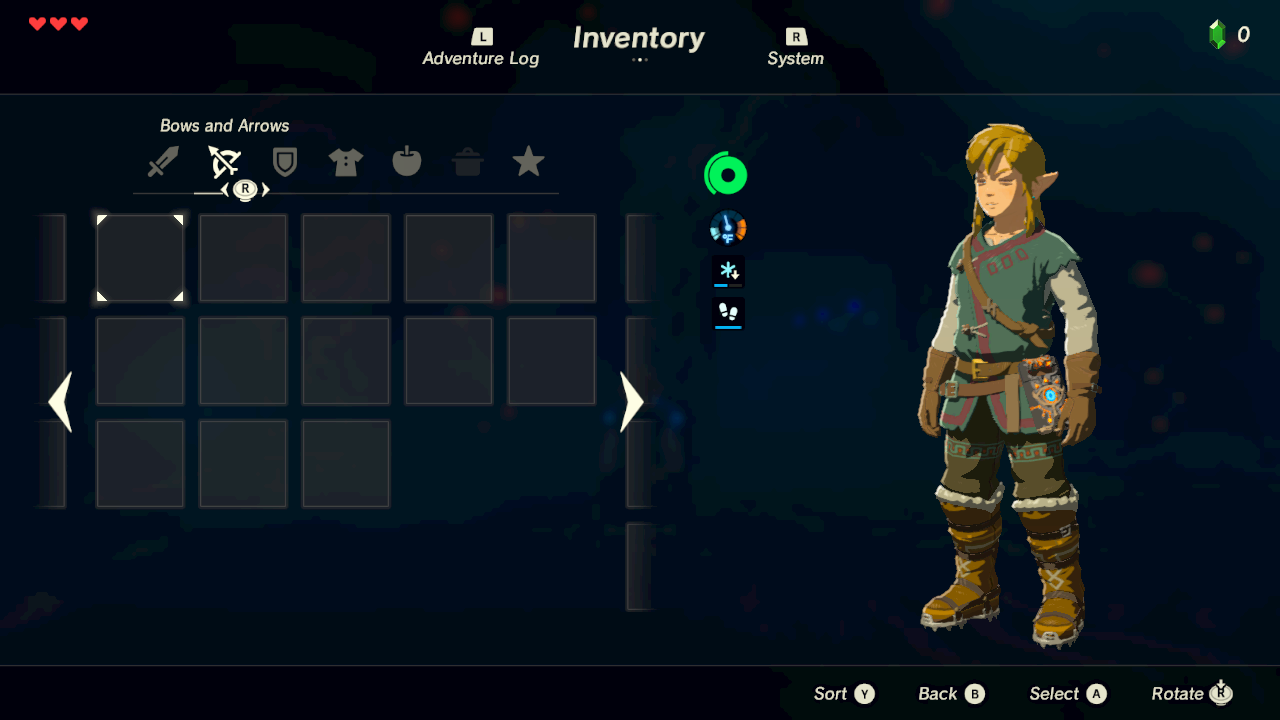 L
Adventure Log
Inventory
R
System
0
Bows and Arrows
R
°F
Sort Y
Back B
Select A
Rotate R